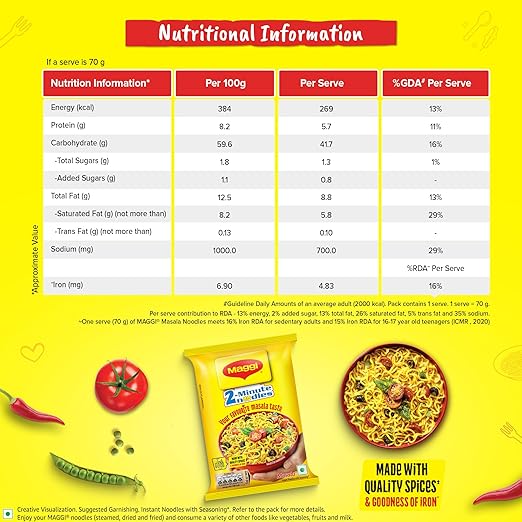 Nutritional Information
If a serve is 70 g
Nutrition Information* Per 100g Per Serve %GDA# Per Serve
Energy (kcal) 384 269 13%
Protein (g) 8.2 5.7 11%
Carbohydrate (g) 59.6 41.7 16%
-Total Sugars (g) 1.8 1.3 1%
-Added Sugars (g) 1.1 0.8 -
Total Fat (g) 12.5 8.8 13%
-Saturated Fat (g) (not more than) 8.2 5.8 29%
-Trans Fat (g) (not more than) 0.13 0.10 -
Sodium (mg) 1000.0 700.0 29%
%RDA~ Per Serve
~Iron (mg) 6.90 4.83 16%
*Approximate Value
#Guideline Daily Amounts of an average adult (2000 kcal). Pack contains 1 serve. 1 serve = 70 g.
Per serve contribution to RDA - 13% energy, 2% added sugar, 13% total fat, 26% saturated fat, 5% trans fat and 35% sodium.
~One serve (70 g) of MAGGI® Masala Noodles meets 16% Iron RDA for sedentary adults and 15% Iron RDA for 16-17 year old teenagers (ICMR , 2020)
Maggi
2-Minute
noodles
Your favourite masala taste
MADE WITH
QUALITY SPICES*
& GOODNESS OF IRON~
Creative Visualization. Suggested Garnishing. Instant Noodles with Seasoning*. Refer to the pack for more details.
Enjoy your MAGGI® noodles (steamed, dried and fried) and consume a variety of other foods like vegetables, fruits and milk.